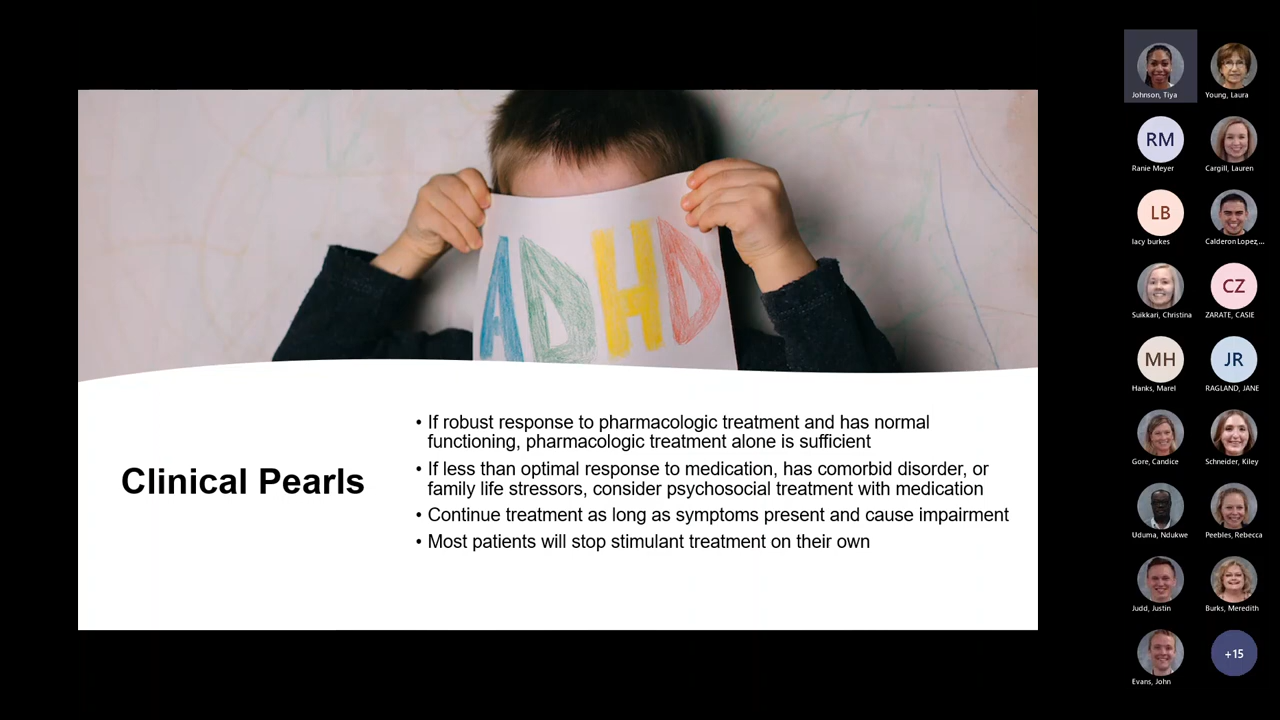 ADHD
Clinical Pearls
• If robust response to pharmacologic treatment and has normal
functioning, pharmacologic treatment alone is sufficient
• If less than optimal response to medication, has comorbid disorder, or
family life stressors, consider psychosocial treatment with medication
• Continue treatment as long as symptoms present and cause impairment
• Most patients will stop stimulant treatment on their own
Johnson, Tiya
Young, Laura
RM
Ranie Meyer
Cargill, Lauren
LB
lacy burkes
Calderon Lopez,...
Suikkari, Christina
CZ
ZARATE, CASIE
MH
Hanks, Marel
JR
RAGLAND, JANE
Gore, Candice
Schneider, Kiley
Uduma, Ndukwe
Peebles, Rebecca
Judd, Justin
Burks, Meredith
Evans, John
+15